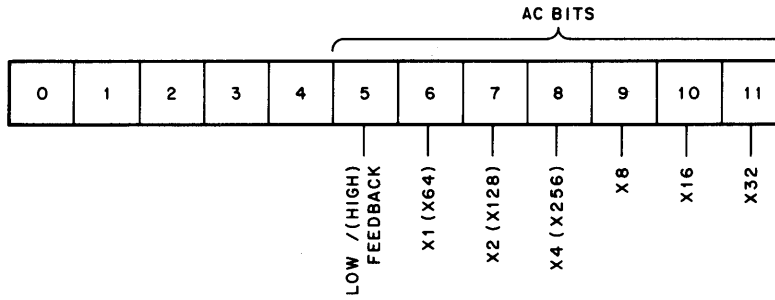 AC BITS
0 1 2 3 4 5 6 7 8 9 10 11
LOW /(HIGH)
FEEDBACK
X1 (X64)
X2 (X128)
X4 (X256)
X8
X16
X32